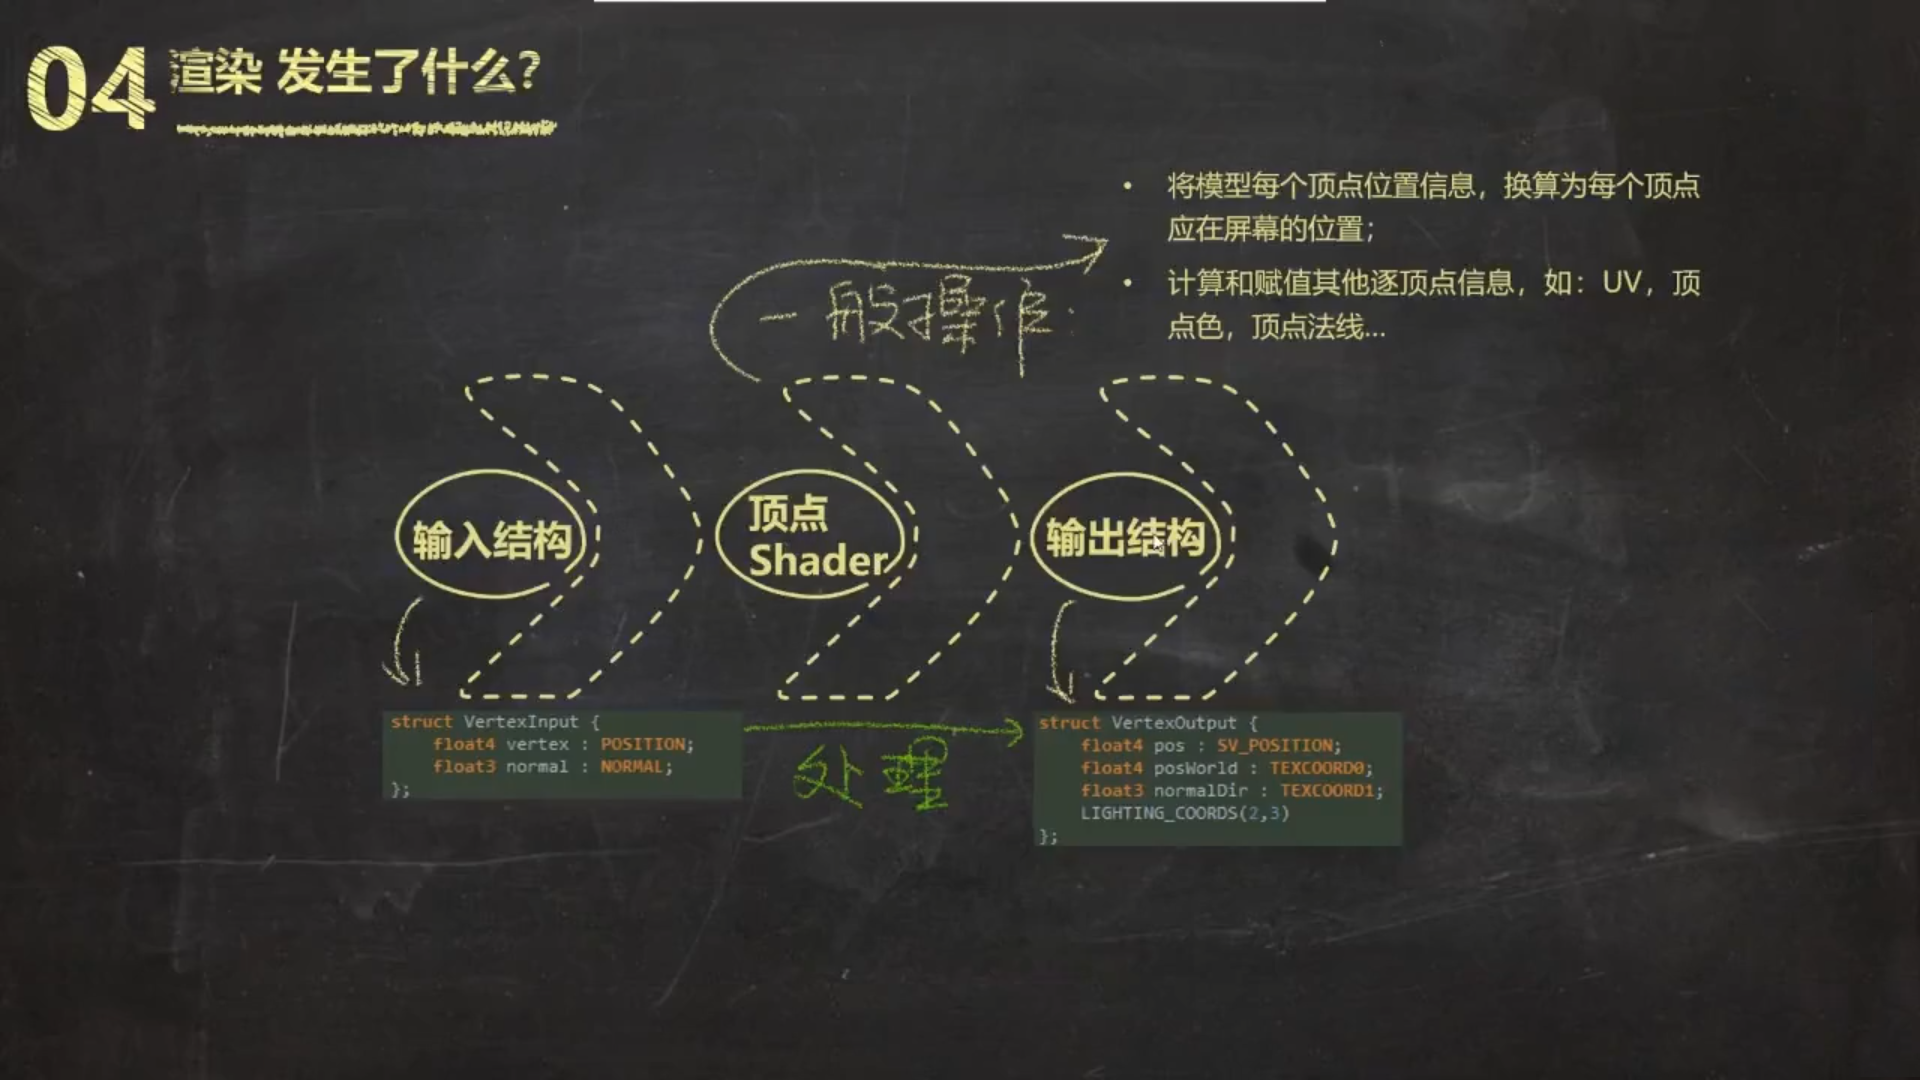 04 渲染 发生了什么?
• 将模型每个顶点位置信息，换算为每个顶点
应在屏幕的位置；
• 计算和赋值其他逐顶点信息，如：UV，顶
点色，顶点法线...
一般操作:
输入结构
顶点
Shader
输出结构
struct VertexInput {
float4 vertex : POSITION;
float3 normal : NORMAL;
};
处理
struct VertexOutput {
float4 pos : SV_POSITION;
float4 posWorld : TEXCOORD0;
float3 normalDir : TEXCOORD1;
LIGHTING_COORDS(2,3)
};